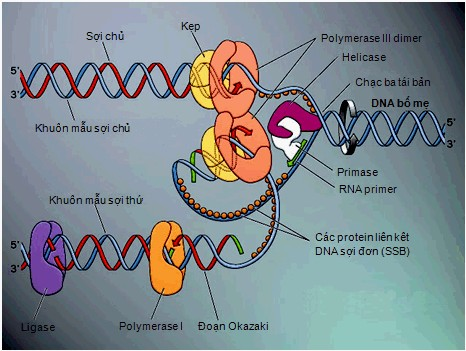 Kẹp
Sợi chủ
Polymerase III dimer
Helicase
Chạc ba tái bản
DNA bố mẹ
5'
3'
5'
3'
Khuôn mẫu sợi chủ
Primase
RNA primer
Khuôn mẫu sợi thứ
Các protein liên kết
DNA sợi đơn (SSB)
5'
3'
Ligase
Polymerase I
Đoạn Okazaki